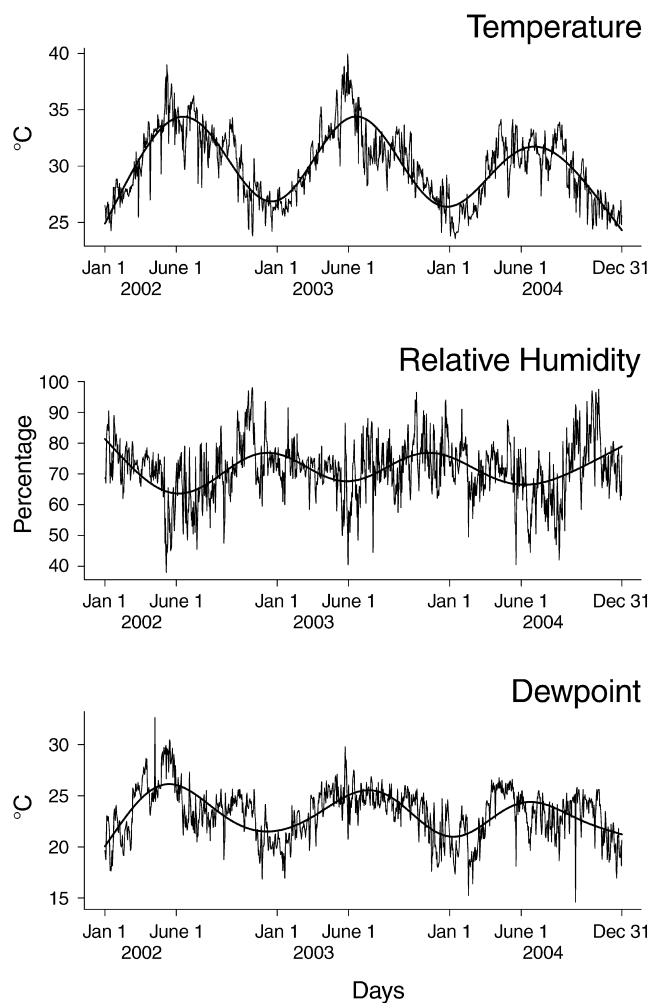 Temperature
40
35
30
25
°C
Jan 1 June 1 Jan 1 June 1 Jan 1 June 1 Dec 31
2002 2003 2004
Relative Humidity
100
90
80
70
60
50
40
Percentage
Jan 1 June 1 Jan 1 June 1 Jan 1 June 1 Dec 31
2002 2003 2004
Dewpoint
30
25
20
15
°C
Jan 1 June 1 Jan 1 June 1 Jan 1 June 1 Dec 31
2002 2003 2004
Days